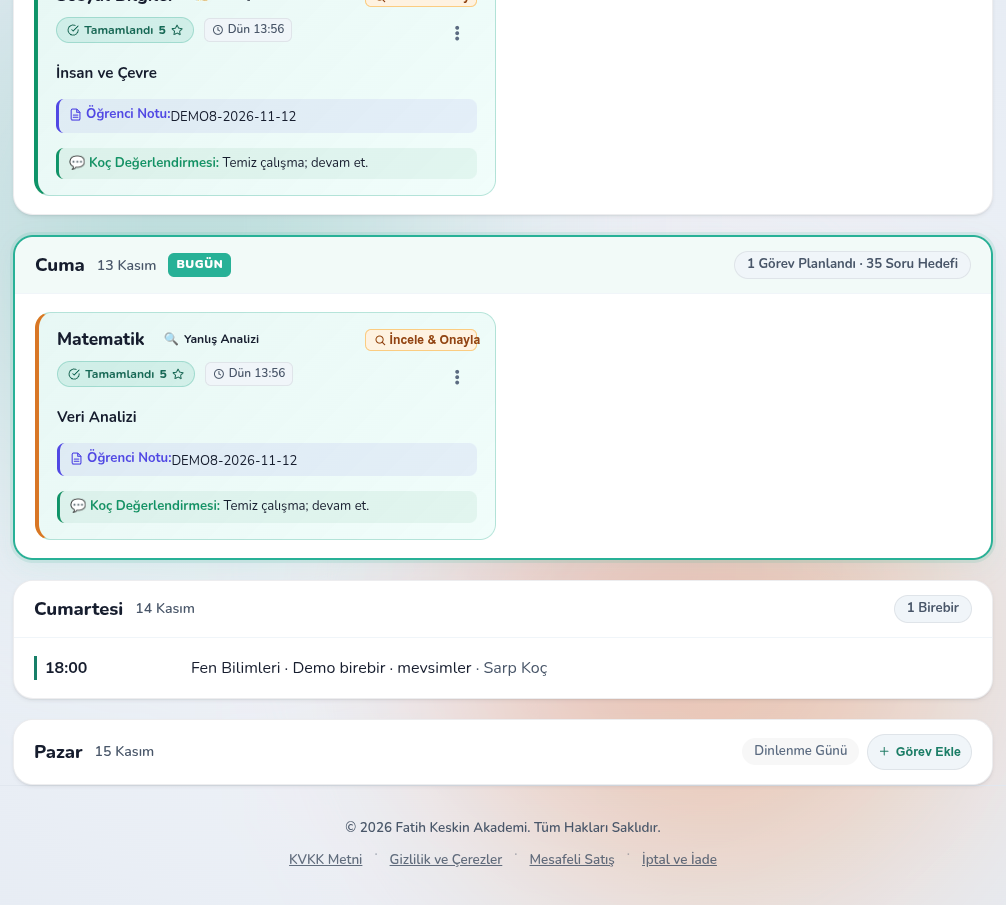 Tamamlandı 5
Dün 13:56
İnsan ve Çevre
Öğrenci Notu:DEMO8-2026-11-12
Koç Değerlendirmesi: Temiz çalışma; devam et.
Cuma 13 Kasım BUGÜN
1 Görev Planlandı · 35 Soru Hedefi
Matematik
Yanlış Analizi
İncele & Onayla
Tamamlandı 5
Dün 13:56
Veri Analizi
Öğrenci Notu:DEMO8-2026-11-12
Koç Değerlendirmesi: Temiz çalışma; devam et.
Cumartesi 14 Kasım
1 Birebir
18:00 Fen Bilimleri · Demo birebir · mevsimler · Sarp Koç
Pazar 15 Kasım
Dinlenme Günü
+ Görev Ekle
© 2026 Fatih Keskin Akademi. Tüm Hakları Saklıdır.
KVKK Metni · Gizlilik ve Çerezler · Mesafeli Satış · İptal ve İade